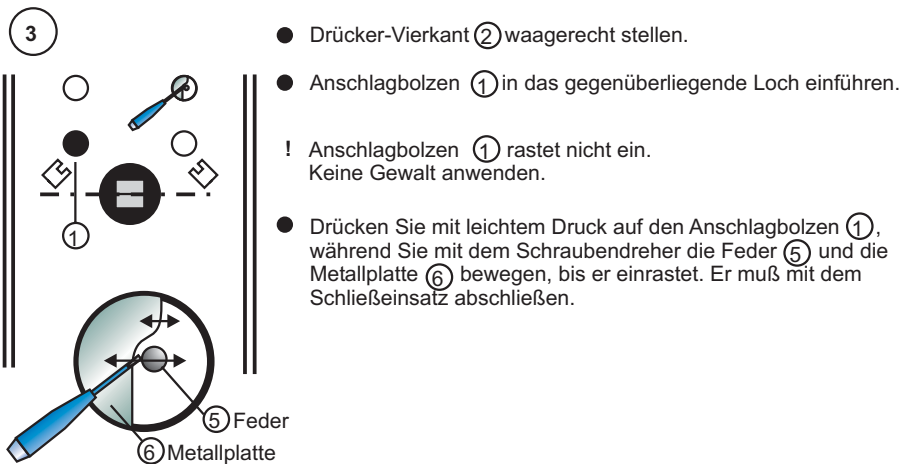 3
● Drücker-Vierkant ② waagerecht stellen.
● Anschlagbolzen ① in das gegenüberliegende Loch einführen.
! Anschlagbolzen ① rastet nicht ein.
Keine Gewalt anwenden.
● Drücken Sie mit leichtem Druck auf den Anschlagbolzen ①,
während Sie mit dem Schraubendreher die Feder ⑤ und die
Metallplatte ⑥ bewegen, bis er einrastet. Er muß mit dem
Schließeinsatz abschließen.
①
⑤ Feder
⑥ Metallplatte